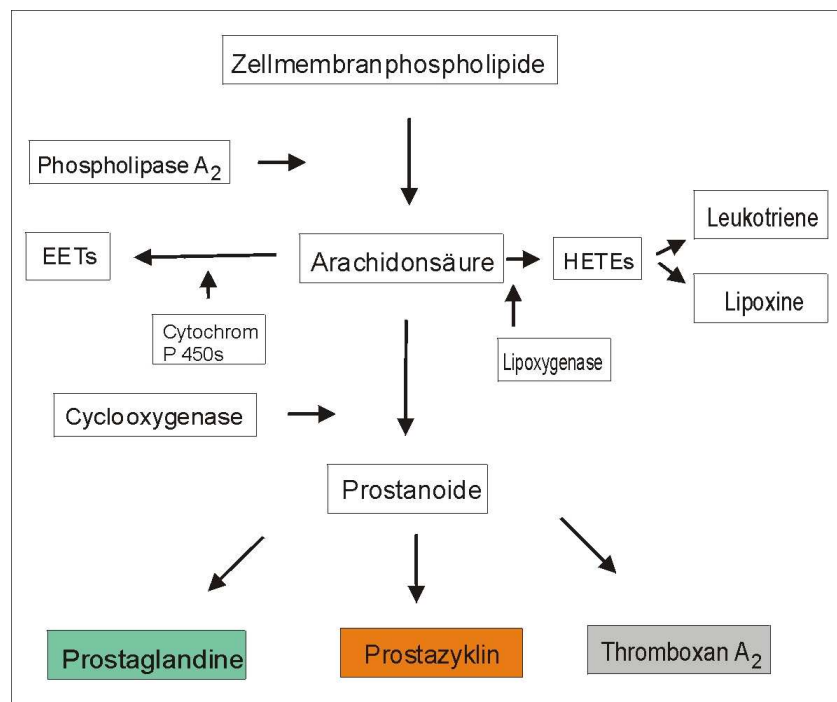 Zellmembranphospholipide
Phospholipase A2
Leukotriene
EETs
Arachidonsäure
HETEs
Lipoxine
Cytochrom
P 450s
Lipoxygenase
Cyclooxygenase
Prostanoide
Prostaglandine
Prostazyklin
Thromboxan A2